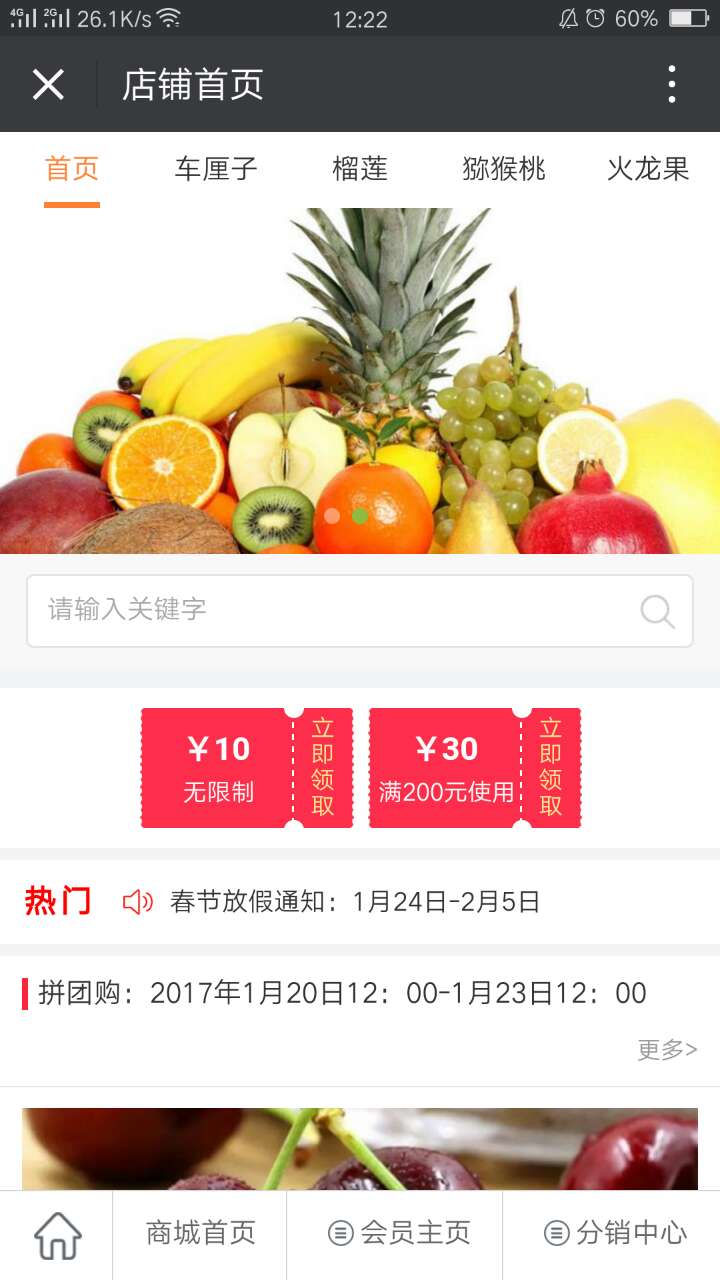 4G 2G 26.1K/s 12:22 60%
店铺首页
首页 车厘子 榴莲 猕猴桃 火龙果
请输入关键字
￥10
无限制
立即领取
￥30
满200元使用
立即领取
热门 春节放假通知：1月24日-2月5日
拼团购：2017年1月20日12：00-1月23日12：00
更多>
商城首页 会员主页 分销中心